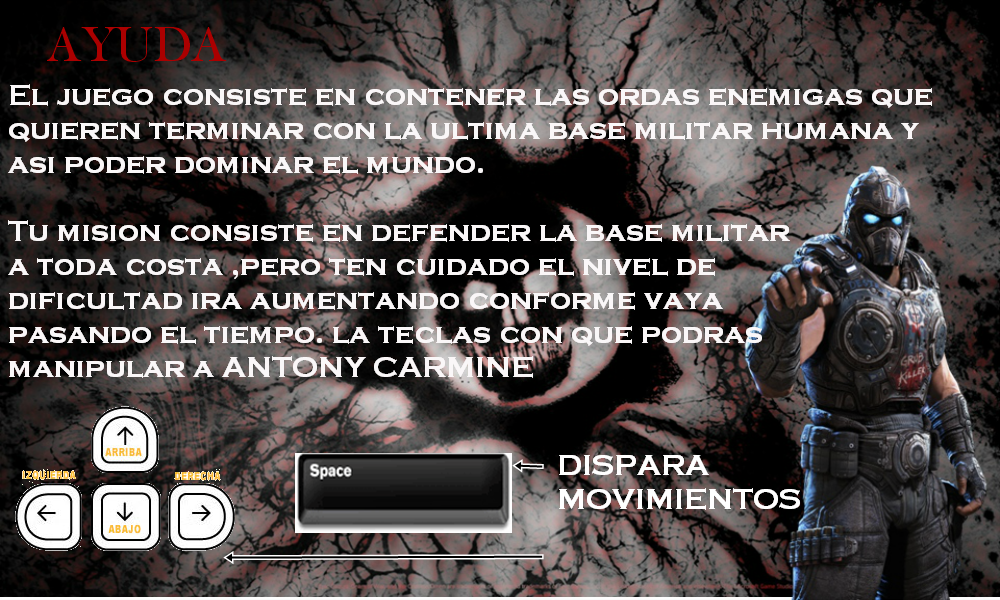 AYUDA
EL JUEGO CONSISTE EN CONTENER LAS ORDAS ENEMIGAS QUE
QUIEREN TERMINAR CON LA ULTIMA BASE MILITAR HUMANA Y
ASI PODER DOMINAR EL MUNDO.
TU MISION CONSISTE EN DEFENDER LA BASE MILITAR
A TODA COSTA ,PERO TEN CUIDADO EL NIVEL DE
DIFICULTAD IRA AUMENTANDO CONFORME VAYA
PASANDO EL TIEMPO. LA TECLAS CON QUE PODRAS
MANIPULAR A ANTONY CARMINE
ARRIBA
IZQUIERDA
DERECHA
ABAJO
Space
DISPARA
MOVIMIENTOS
GRUB
KILLER